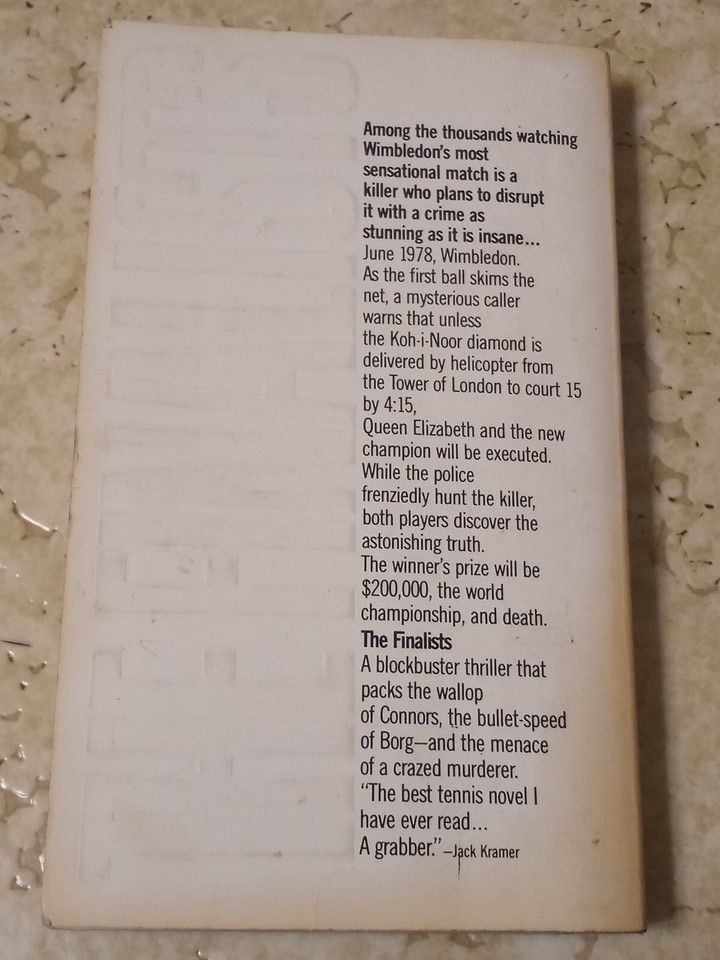 THE FINALISTS
Among the thousands watching
Wimbledon's most
sensational match is a
killer who plans to disrupt
it with a crime as
stunning as it is insane...
June 1978, Wimbledon.
As the first ball skims the
net, a mysterious caller
warns that unless
the Koh-i-Noor diamond is
delivered by helicopter from
the Tower of London to court 15
by 4:15,
Queen Elizabeth and the new
champion will be executed.
While the police
frenziedly hunt the killer,
both players discover the
astonishing truth.
The winner's prize will be
$200,000, the world
championship, and death.
The Finalists
A blockbuster thriller that
packs the wallop
of Connors, the bullet-speed
of Borg—and the menace
of a crazed murderer.
"The best tennis novel I
have ever read...
A grabber." —Jack Kramer